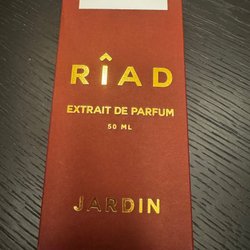 RÎAD
EXTRAIT DE PARFUM
50 ML
JARDIN